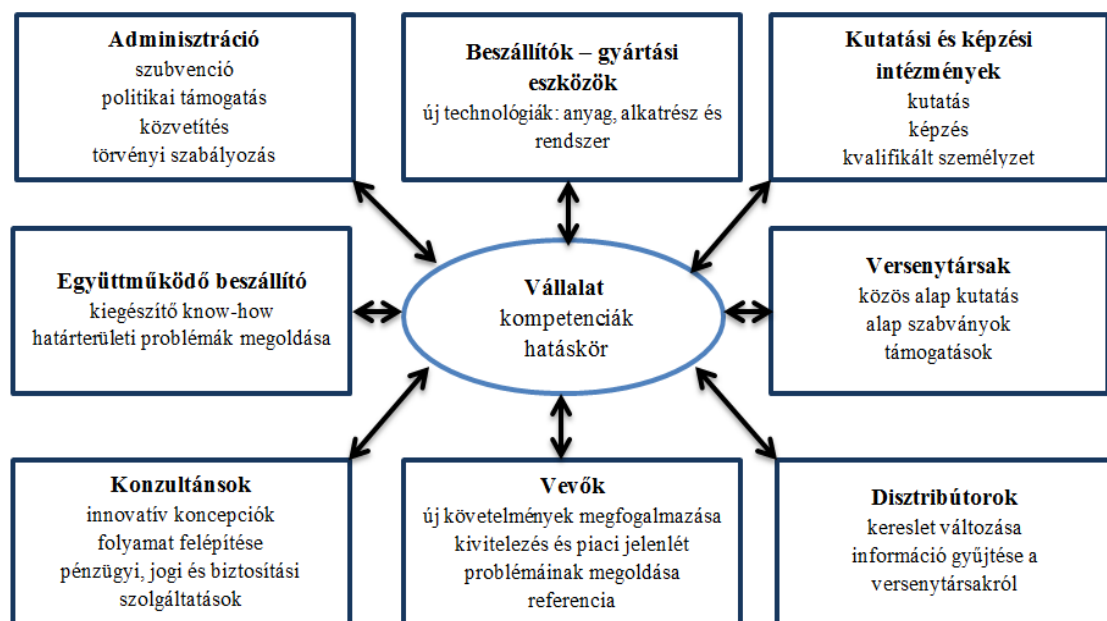 Adminisztráció
szubvenció
politikai támogatás
közvetítés
törvényi szabályozás
Beszállítók – gyártási
eszközök
új technológiák: anyag, alkatrész és
rendszer
Kutatási és képzési
intézmények
kutatás
képzés
kvalifikált személyzet
Együttműködő beszállító
kiegészítő know-how
határterületi problémák megoldása
Vállalat
kompetenciák
hatáskör
Versenytársak
közös alap kutatás
alap szabványok
támogatások
Konzultánsok
innovatív koncepciók
folyamat felépítése
pénzügyi, jogi és biztosítási
szolgáltatások
Vevők
új követelmények megfogalmazása
kivitelezés és piaci jelenlét
problémáinak megoldása
referencia
Disztribútorok
kereslet változása
információ gyűjtése a
versenytársakról